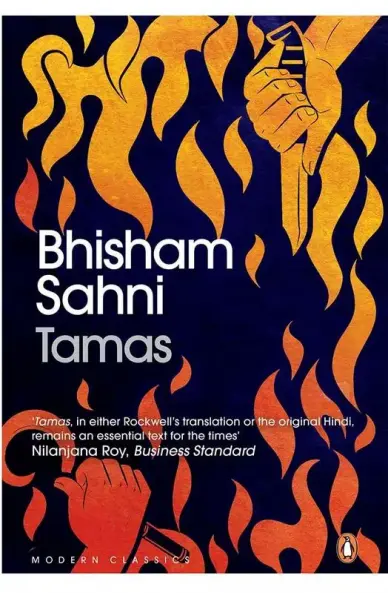 Bhisham
Sahni
Tamas
'Tamas, in either Rockwell's translation or the original Hindi,
remains an essential text for the times'
Nilanjana Roy, Business Standard
MODERN CLASSICS